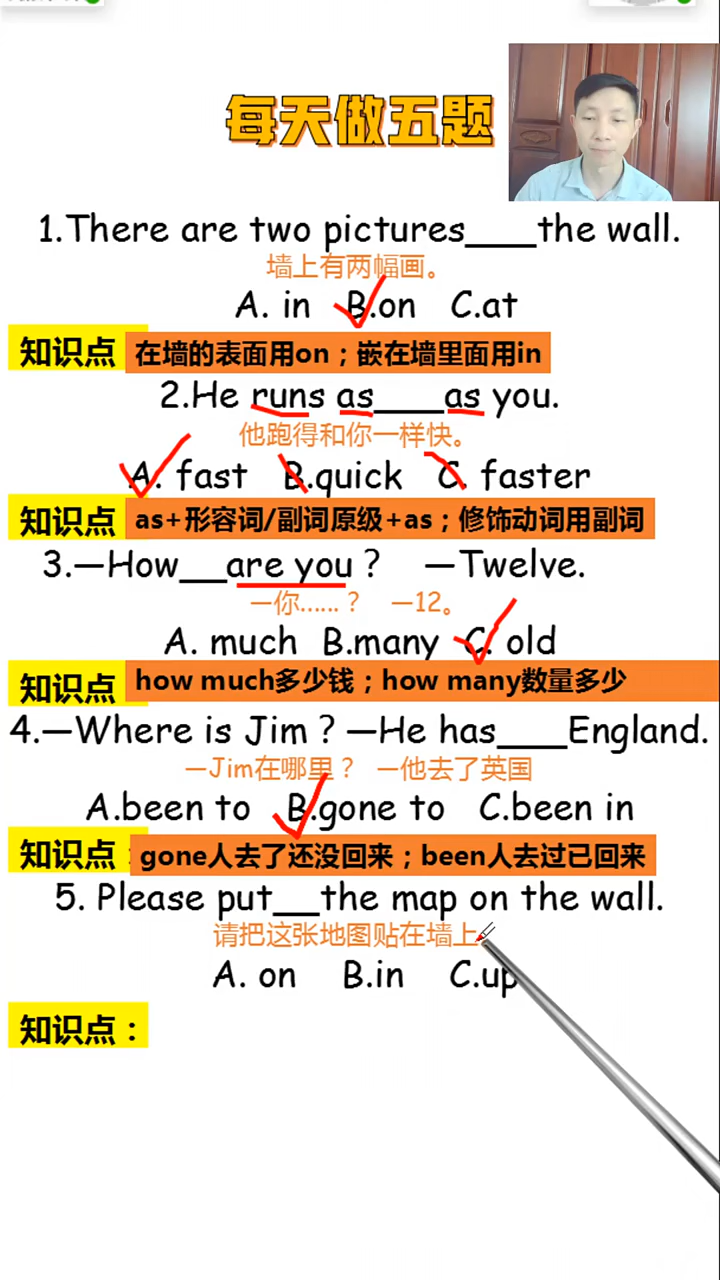 每天做五题
1.There are two pictures___the wall.
墙上有两幅画。
A. in B.on C.at
知识点 在墙的表面用on；嵌在墙里面用in
2.He runs as___as you.
他跑得和你一样快。
A. fast B.quick C. faster
知识点 as+形容词/副词原级+as；修饰动词用副词
3.—How__are you？ —Twelve.
—你……？ —12。
A. much B.many C. old
知识点 how much多少钱；how many数量多少
4.—Where is Jim？—He has___England.
—Jim在哪里？ —他去了英国
A.been to B.gone to C.been in
知识点： gone人去了还没回来；been人去过已回来
5. Please put__the map on the wall.
请把这张地图贴在墙上
A. on B.in C.up
知识点：